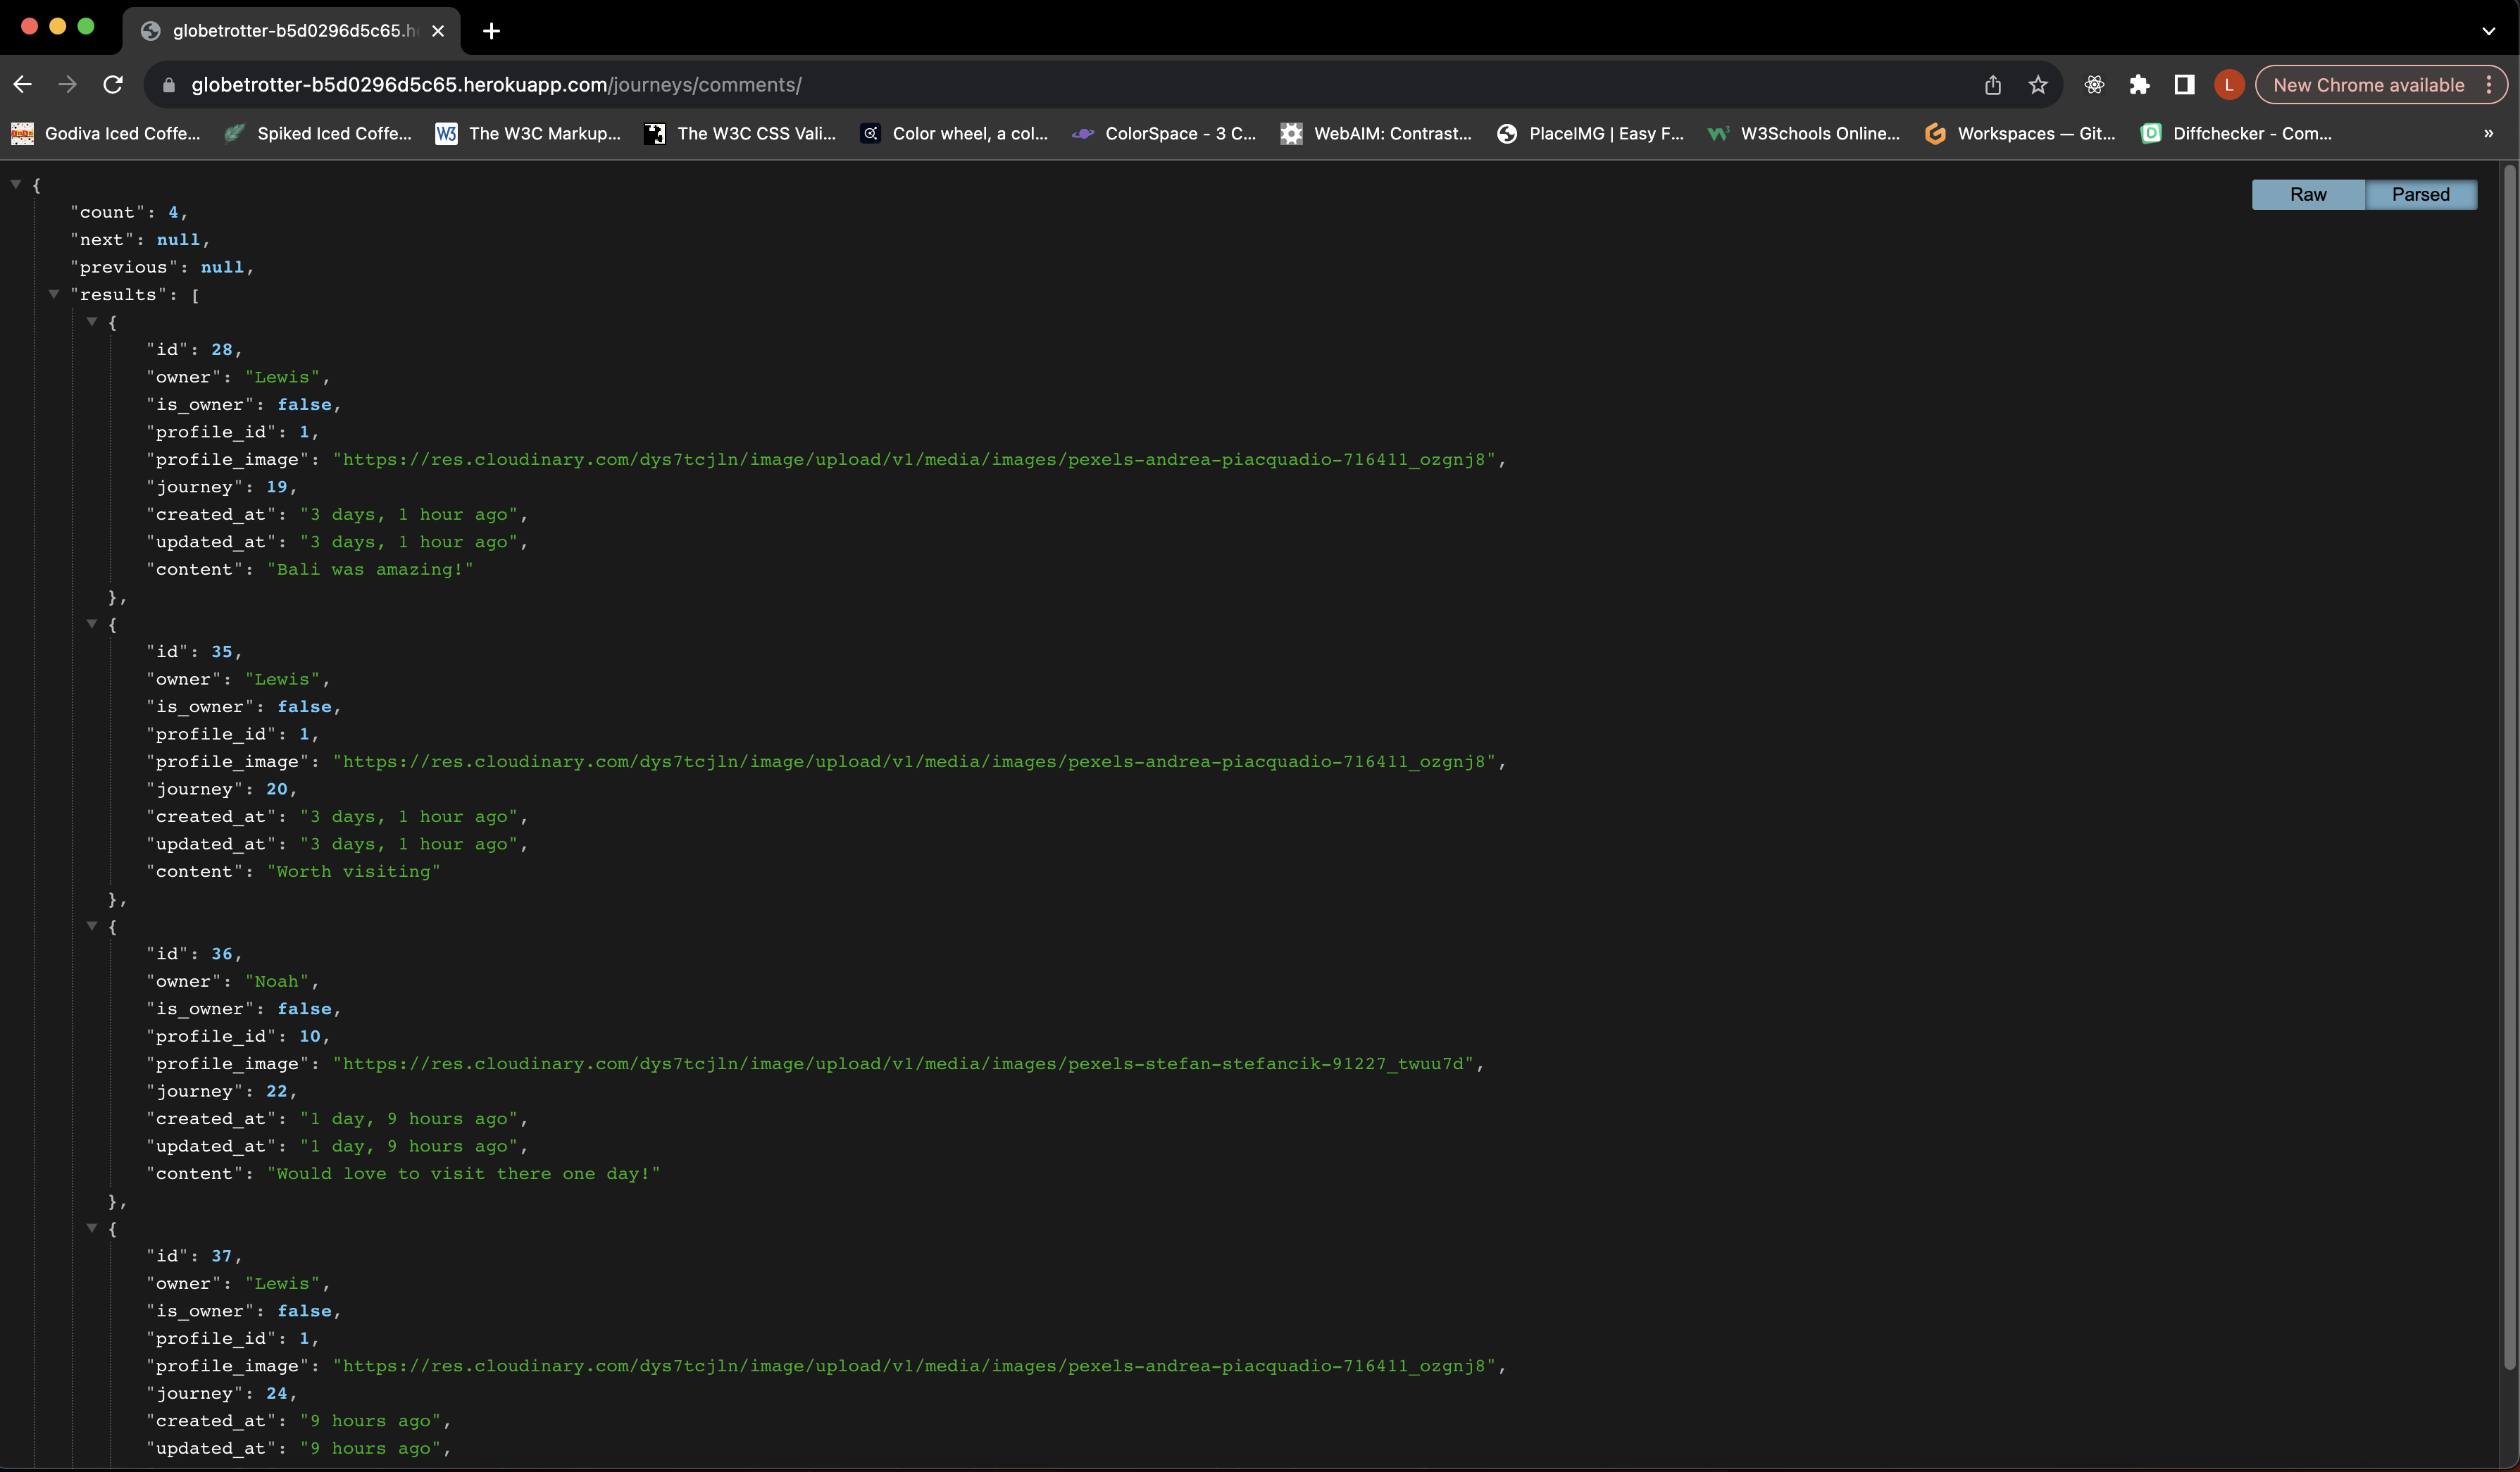 globetrotter-b5d0296d5c65.h
globetrotter-b5d0296d5c65.herokuapp.com/journeys/comments/
L
New Chrome available
Godiva Iced Coffe...
Spiked Iced Coffe...
W3
The W3C Markup...
The W3C CSS Vali...
Color wheel, a col...
ColorSpace - 3 C...
WebAIM: Contrast...
PlaceIMG | Easy F...
W3Schools Online...
Workspaces — Git...
D
Diffchecker - Com...
»
Raw
Parsed
{
"count": 4,
"next": null,
"previous": null,
"results": [
{
"id": 28,
"owner": "Lewis",
"is_owner": false,
"profile_id": 1,
"profile_image": "https://res.cloudinary.com/dys7tcjln/image/upload/v1/media/images/pexels-andrea-piacquadio-716411_ozgnj8",
"journey": 19,
"created_at": "3 days, 1 hour ago",
"updated_at": "3 days, 1 hour ago",
"content": "Bali was amazing!"
},
{
"id": 35,
"owner": "Lewis",
"is_owner": false,
"profile_id": 1,
"profile_image": "https://res.cloudinary.com/dys7tcjln/image/upload/v1/media/images/pexels-andrea-piacquadio-716411_ozgnj8",
"journey": 20,
"created_at": "3 days, 1 hour ago",
"updated_at": "3 days, 1 hour ago",
"content": "Worth visiting"
},
{
"id": 36,
"owner": "Noah",
"is_owner": false,
"profile_id": 10,
"profile_image": "https://res.cloudinary.com/dys7tcjln/image/upload/v1/media/images/pexels-stefan-stefancik-91227_twuu7d",
"journey": 22,
"created_at": "1 day, 9 hours ago",
"updated_at": "1 day, 9 hours ago",
"content": "Would love to visit there one day!"
},
{
"id": 37,
"owner": "Lewis",
"is_owner": false,
"profile_id": 1,
"profile_image": "https://res.cloudinary.com/dys7tcjln/image/upload/v1/media/images/pexels-andrea-piacquadio-716411_ozgnj8",
"journey": 24,
"created_at": "9 hours ago",
"updated_at": "9 hours ago",